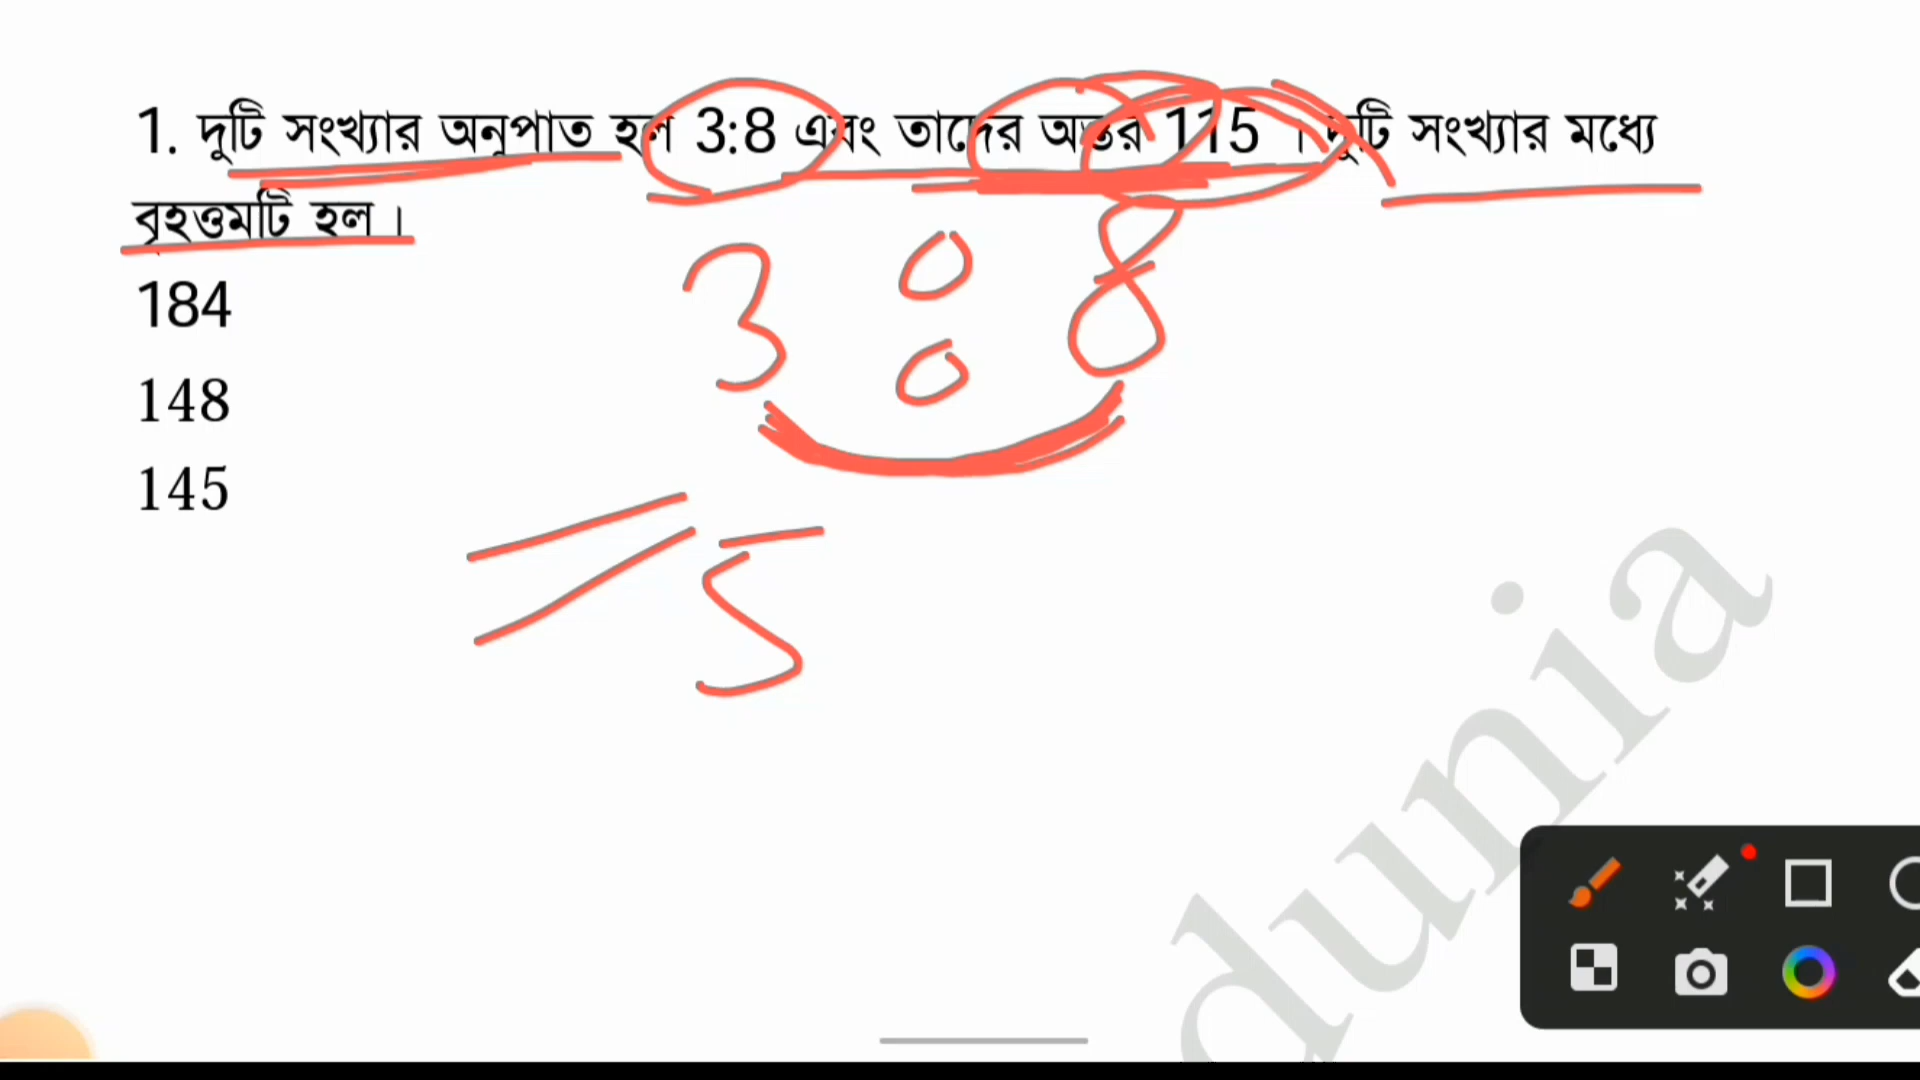 1. দুটি সংখ্যার অনুপাত হল 3:8 এবং তাদের অন্তর 115 । দুটি সংখ্যার মধ্যে
বৃহত্তমটি হল ।
3 : 8
184
148
145
= 5
dunia